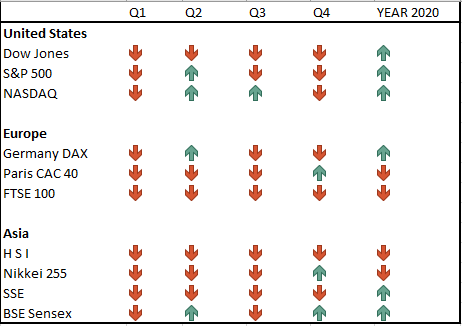 Q1 Q2 Q3 Q4 YEAR 2020
United States
Dow Jones
S&P 500
NASDAQ
Europe
Germany DAX
Paris CAC 40
FTSE 100
Asia
H S I
Nikkei 255
SSE
BSE Sensex